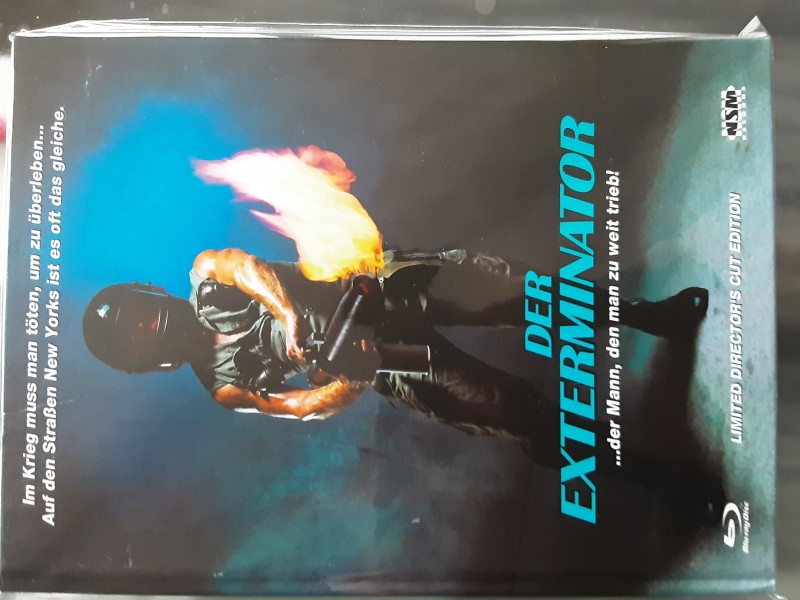 Im Krieg muss man töten, um zu überleben...
Auf den Straßen New Yorks ist es oft das gleiche.
DER
EXTERMINATOR
...der Mann, den man zu weit trieb!
LIMITED DIRECTOR'S CUT EDITION
Blu-ray Disc
NSM